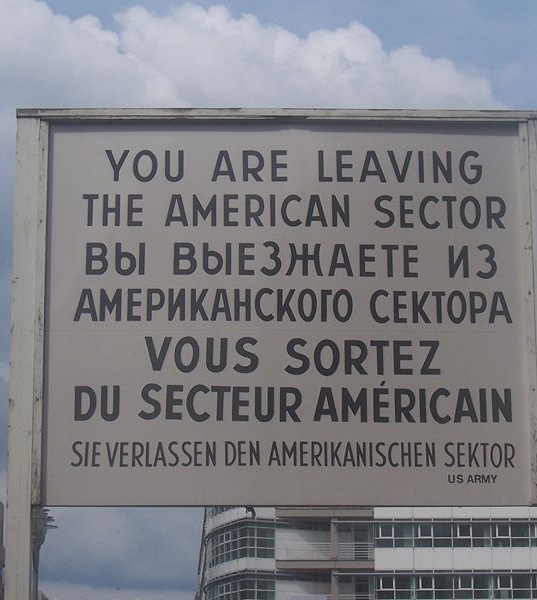 YOU ARE LEAVING
THE AMERICAN SECTOR
ВЫ ВЫЕЗЖАЕТЕ ИЗ
АМЕРИКАНСКОГО СЕКТОРА
VOUS SORTEZ
DU SECTEUR AMÉRICAIN
SIE VERLASSEN DEN AMERIKANISCHEN SEKTOR
US ARMY